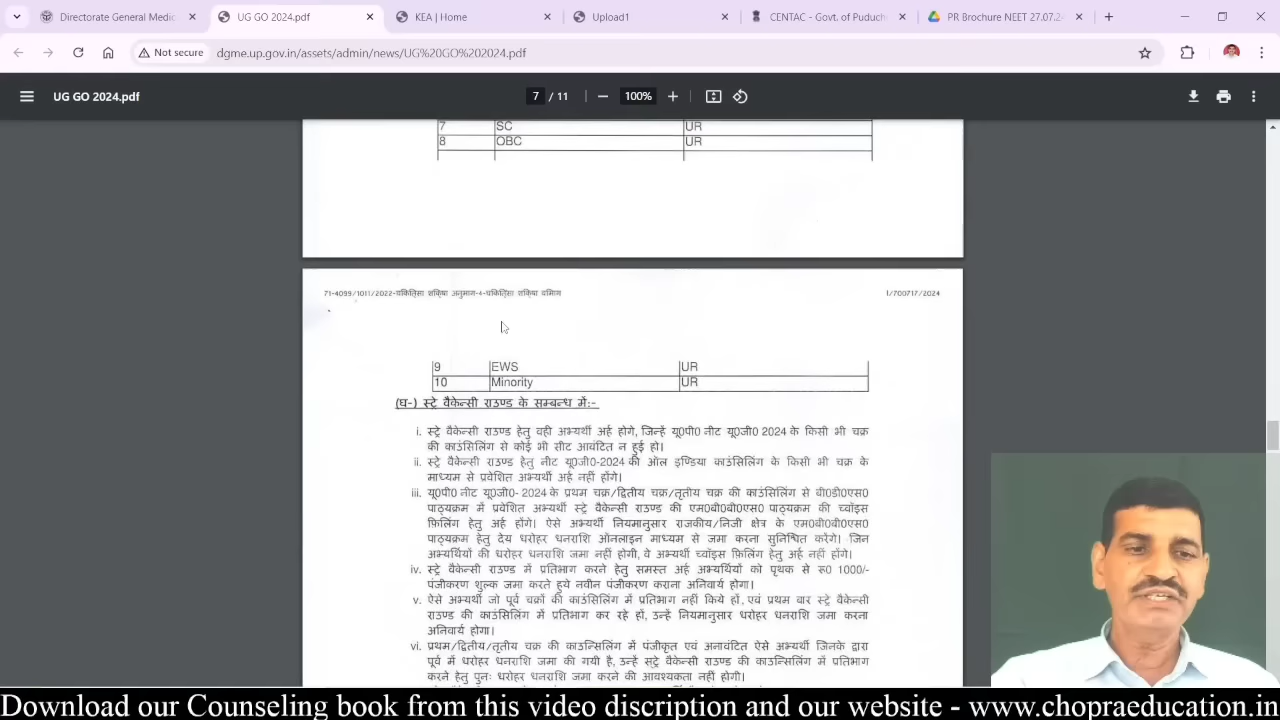 Directorate General Medic
UG GO 2024.pdf
KEA | Home
Upload1
CENTAC - Govt. of Puduch
PR Brochure NEET 27.07.2
Not secure
dgme.up.gov.in/assets/admin/news/UG%20GO%202024.pdf
UG GO 2024.pdf
7 / 11
100%
7 SC UR
8 OBC UR
71-4099/1011/2022-चिकित्सा शिक्षा अनुभाग-4-चिकित्सा शिक्षा विभाग
I/700717/2024
9 EWS UR
10 Minority UR
(घ-) स्ट्रे वैकेन्सी राउण्ड के सम्बन्ध में:-
i. स्ट्रे वैकेन्सी राउण्ड हेतु वही अभ्यर्थी अर्ह होगे, जिन्हें यू0पी0 नीट यू0जी0 2024 के किसी भी चक्र
की काउंसिलिंग से कोई भी सीट आवंटित न हुई हो।
ii. स्ट्रे वैकेन्सी राउण्ड हेतु नीट यू0जी0-2024 की ऑल इण्डिया काउंसिलिंग के किसी भी चक्र के
माध्यम से प्रवेशित अभ्यर्थी अर्ह नहीं होंगे।
iii. यू0पी0 नीट यू0जी0- 2024 के प्रथम चक्र/द्वितीय चक्र/तृतीय चक्र की काउंसिलिंग से बी0डी0एस0
पाठ्यक्रम में प्रवेशित अभ्यर्थी स्ट्रे वैकेन्सी राउण्ड की एम0बी0बी0एस0 पाठ्यक्रम की च्वॉइस
फ़िलिंग हेतु अर्ह होंगे। ऐसे अभ्यर्थी नियमानुसार राजकीय/निजी क्षेत्र के एम0बी0बी0एस0
पाठ्यक्रम हेतु देय धरोहर धनराशि ऑनलाइन माध्यम से जमा करना सुनिश्चित करेंगे। जिन
अभ्यर्थियों की धरोहर धनराशि जमा नहीं होगी, वे अभ्यर्थी च्वॉइस फ़िलिंग हेतु अर्ह नहीं होंगे।
iv. स्ट्रे वैकेन्सी राउण्ड में प्रतिभाग करने हेतु समस्त अर्ह अभ्यर्थियों को पृथक से रू0 1000/-
पंजीकरण शुल्क जमा करते हुये नवीन पंजीकरण कराना अनिवार्य होगा।
v. ऐसे अभ्यर्थी जो पूर्व चक्रों की काउंसिलिंग में प्रतिभाग नहीं किये हों, एवं प्रथम बार स्ट्रे वैकेन्सी
राउण्ड की काउंसिलिंग में प्रतिभाग कर रहे हों, उन्हें नियमानुसार धरोहर धनराशि जमा करना
अनिवार्य होगा।
vi. प्रथम/द्वितीय/तृतीय चक्र की काउन्सिलिंग में पंजीकृत एवं अनावंटित ऐसे अभ्यर्थी जिनके द्वारा
पूर्व में धरोहर धनराशि जमा की गयी है, उन्हें स्ट्रे वैकेन्सी राउण्ड की काउन्सिलिंग में प्रतिभाग
करने हेतु पुनः धरोहर धनराशि जमा करने की आवश्यकता नहीं होगी।
Download our Counseling book from this video discription and our website - www.chopraeducation.in